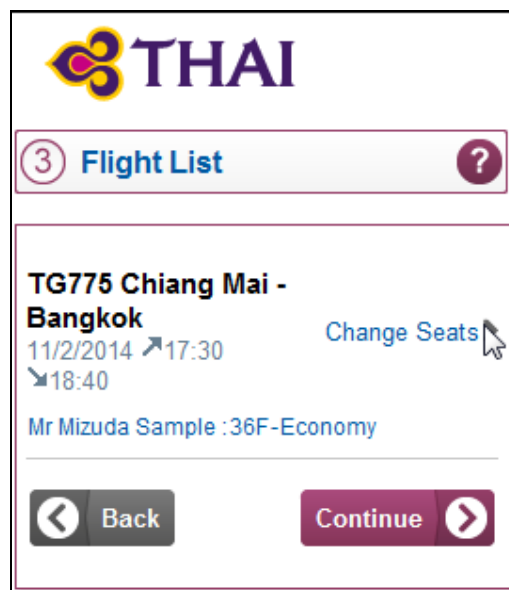 THAI
3 Flight List ?
TG775 Chiang Mai -
Bangkok
Change Seats
11/2/2014 ↗17:30
↘18:40
Mr Mizuda Sample :36F-Economy
Back
Continue